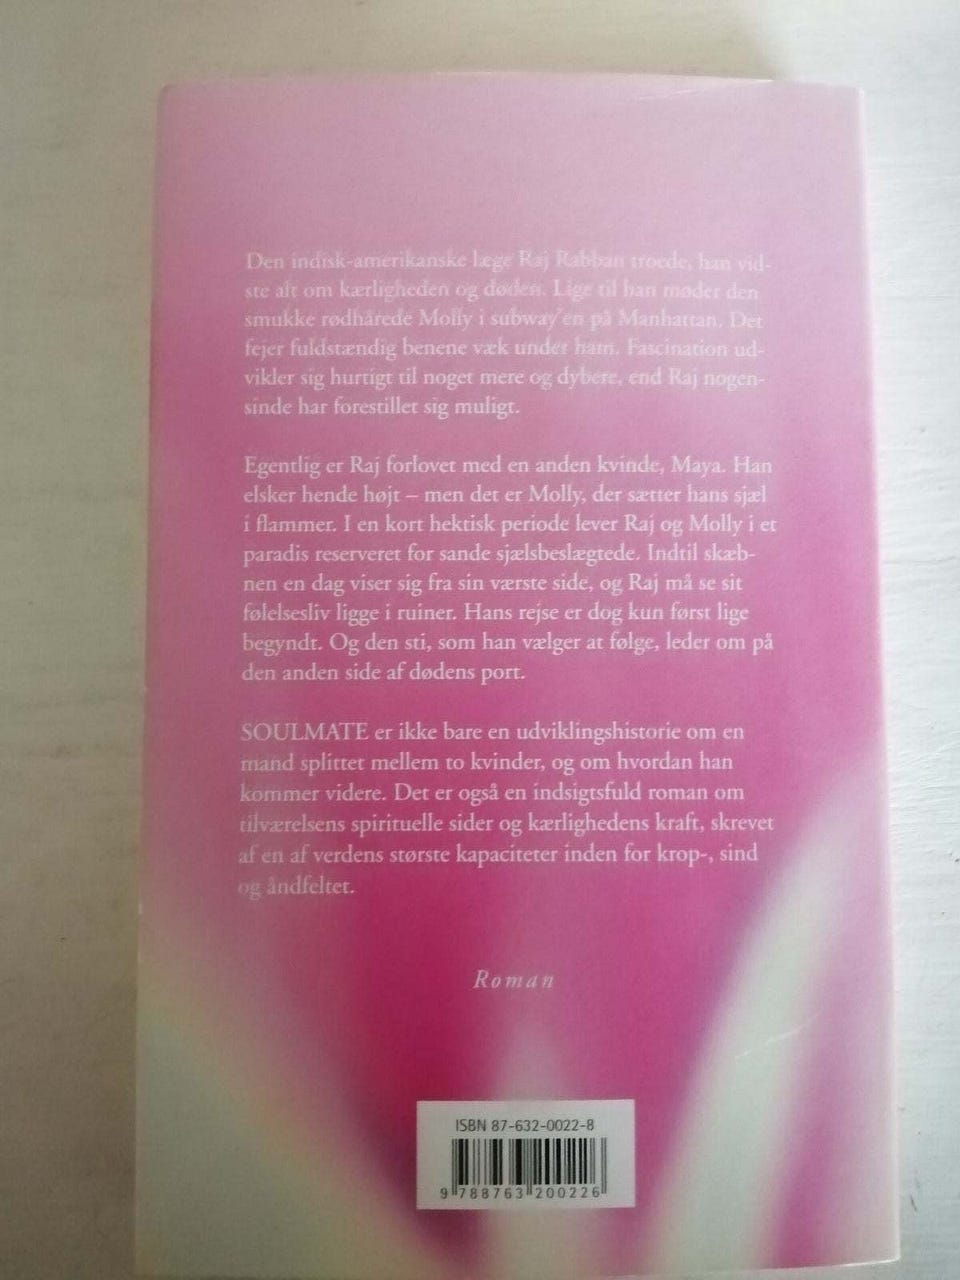 Den indisk-amerikanske læge Raj Rabban troede, han vid-
ste alt om kærligheden og døden. Lige til han møder den
smukke rødhårede Molly i subway'en på Manhattan. Det
fejer fuldstændig benene væk under ham. Fascination ud-
vikler sig hurtigt til noget mere og dybere, end Raj nogen-
sinde har forestillet sig muligt.
Egentlig er Raj forlovet med en anden kvinde, Maya. Han
elsker hende højt – men det er Molly, der sætter hans sjæl
i flammer. I en kort hektisk periode lever Raj og Molly i et
paradis reserveret for sande sjælsbeslægtede. Indtil skæb-
nen en dag viser sig fra sin værste side, og Raj må se sit
følelsesliv ligge i ruiner. Hans rejse er dog kun først lige
begyndt. Og den sti, som han vælger at følge, leder om på
den anden side af dødens port.
SOULMATE er ikke bare en udviklingshistorie om en
mand splittet mellem to kvinder, og om hvordan han
kommer videre. Det er også en indsigtsfuld roman om
tilværelsens spirituelle sider og kærlighedens kraft, skrevet
af en af verdens største kapaciteter inden for krop-, sind
og åndfeltet.
Roman
ISBN 87-632-0022-8
9 788763 200226